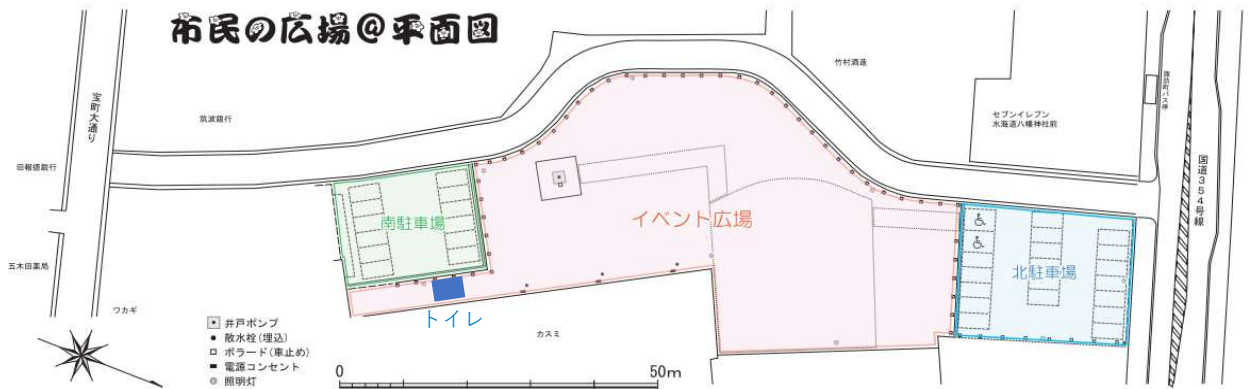 市民の広場@平面図
竹村酒造
諏訪町バス停
宝町大通り
筑波銀行
セブンイレブン
水海道八幡神社前
旧報徳銀行
国道354号線
南駐車場
イベント広場
北駐車場
五木田薬局
ワカギ
トイレ
カスミ
井戸ポンプ
散水栓(埋込)
ボラード(車止め)
電源コンセント
照明灯
0
50m